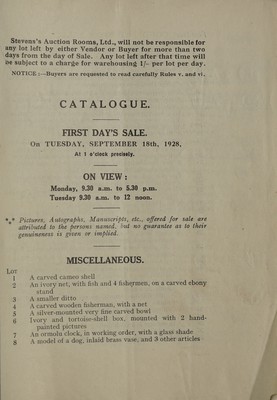 Stevens's Auction Rooms, Ltd., will not be responsible for
any lot left by either Vendor or Buyer for more than two
days from the day of Sale. Any lot left after that time will
be subject to a charge for warehousing 1/- per lot per day.
NOTICE :—Buyers are requested to read carefully Rules v. and vi.
CATALOGUE.
FIRST DAY'S SALE.
On TUESDAY, SEPTEMBER 18th, 1928,
At 1 o'clock precisely.
ON VIEW :
Monday, 9.30 a.m. to 5.30 p.m.
Tuesday 9.30 a.m. to 12 noon.
*** Pictures, Autographs, Manuscripts, etc., offered for sale are
attributed to the persons named, but no guarantee as to their
genuineness is given or implied.
MISCELLANEOUS.
LOT
1 A carved cameo shell
2 An ivory net, with fish and 4 fishermen, on a carved ebony
stand
3 A smaller ditto
4 A carved wooden fisherman, with a net
5 A silver-mounted very fine carved bowl
6 Ivory and tortoise-shell box, mounted with 2 hand-
painted pictures
7 An ormulu clock, in working order, with a glass shade
8 A model of a dog, inlaid brass vase, and 3 other articles